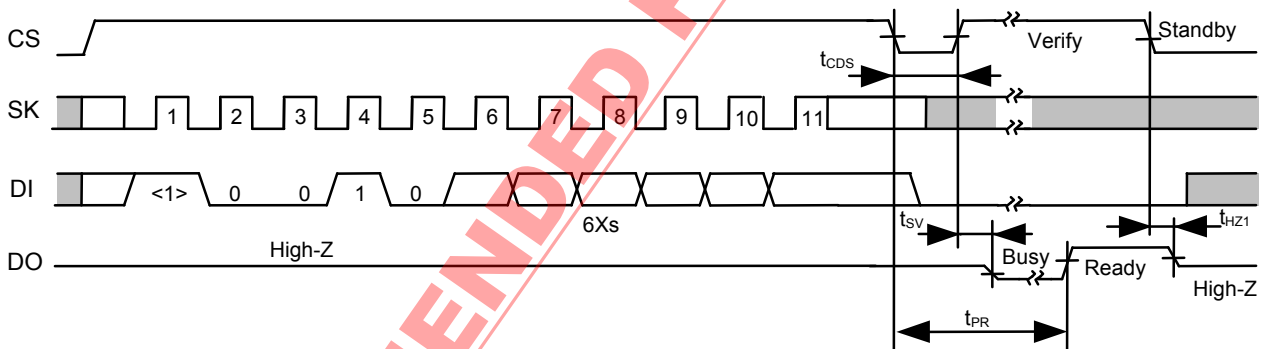 CS
Verify
Standby
tCDS
SK
1 2 3 4 5 6 7 8 9 10 11
DI
<1> 0 0 1 0
6Xs
tSV
tHZ1
High-Z
DO
Busy
Ready
High-Z
tPR
ENDED